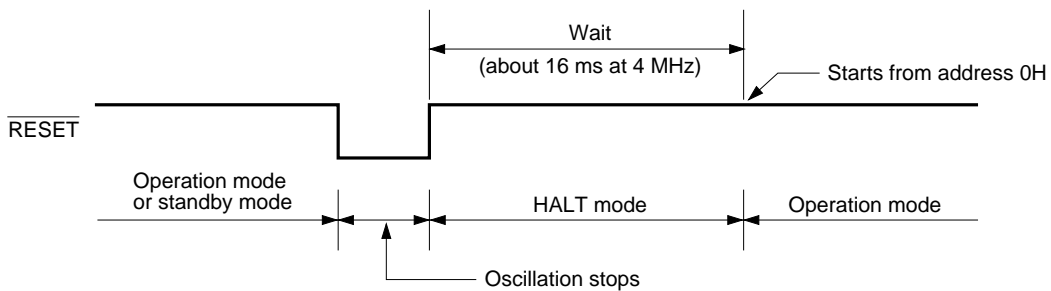 Wait
(about 16 ms at 4 MHz)
Starts from address 0H
RESET
Operation mode
or standby mode
HALT mode
Operation mode
Oscillation stops